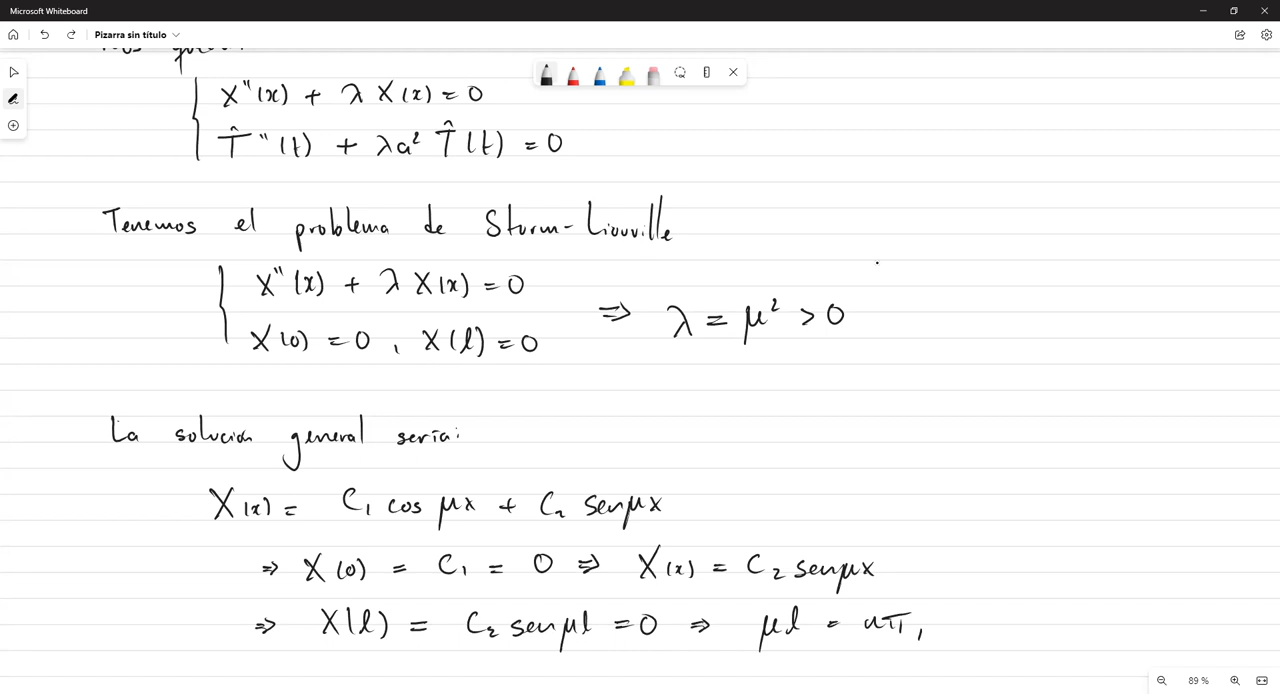 Microsoft Whiteboard
Pizarra sin título
X''(x) + λ X(x) = 0
T̂''(t) + λa² T̂(t) = 0
Tenemos el problema de Sturm-Liouville
X''(x) + λ X(x) = 0
X(0) = 0, X(l) = 0 ⇒ λ = μ² > 0
La solución general sería:
X(x) = C₁ cos μx + C₂ senμx
⇒ X(0) = C₁ = 0 ⇒ X(x) = C₂ senμx
⇒ X(l) = C₂ senμl = 0 ⇒ μl = nπ,
89 %